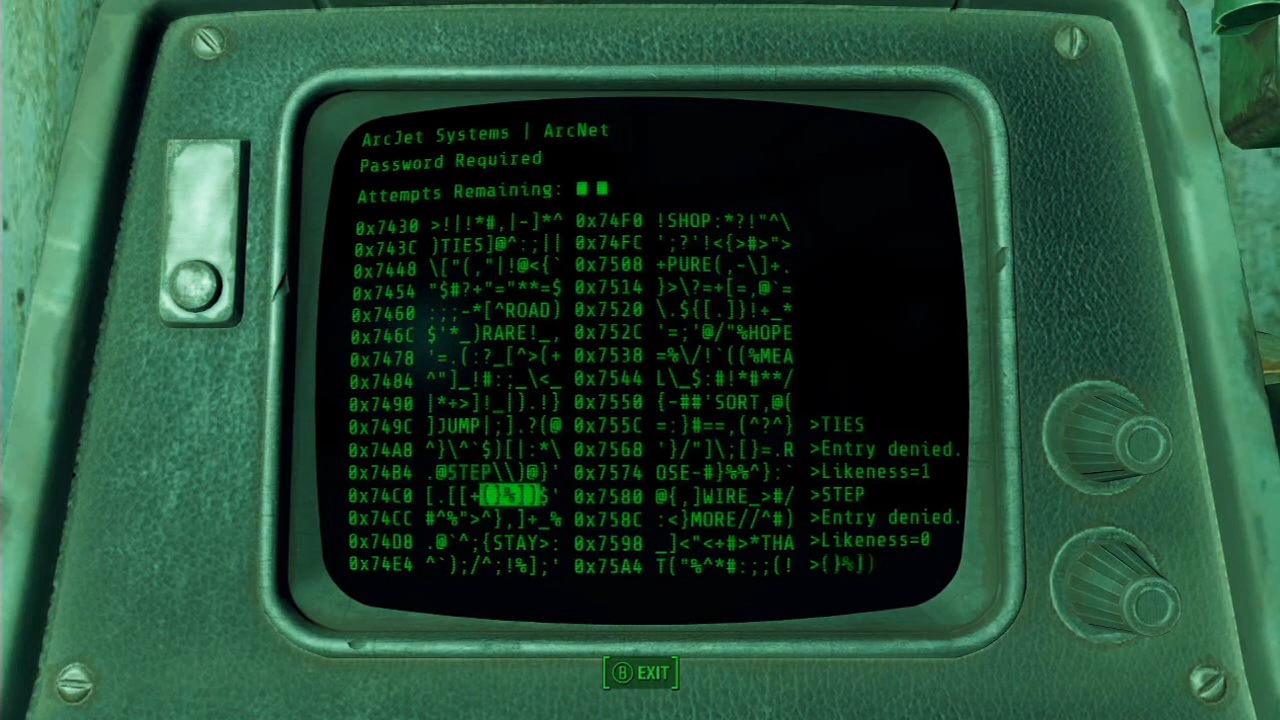 ArcJet Systems | ArcNet
Password Required
Attempts Remaining: ■ ■
0x7430 >!|!*#,|-]*^ 0x74F0 !SHOP:*?!"^\
0x743C )TIES]@^:;|| 0x74FC ';?'!<{>#>">
0x7448 \["(,"|!@<{` 0x7508 +PURE(,-\]+.
0x7454 "$#?+"="**=$ 0x7514 }>\?=+[=,@`=
0x7460 :;;-*[^ROAD) 0x7520 \.${[.]}!+_*
0x746C $'*_)RARE!_, 0x752C '=;'@/"%HOPE
0x7478 '=.(:?_[^>(+ 0x7538 =%\/!`((%MEA
0x7484 ^"]_!#:;_\<_ 0x7544 L\_$:#!*#**/
0x7490 |*+>]!_|).!} 0x7550 {-##'SORT,@(
0x749C ]JUMP|;].?(@ 0x755C =:}#==,(^?^} >TIES
0x74A8 ^}\^`$)[|:*\ 0x7568 '}/"]\;[}=.R >Entry denied.
0x74B4 .@STEP\\)@}' 0x7574 OSE-#}%%^}:` >Likeness=1
0x74C0 [.[[+(}%])$' 0x7580 @{,]WIRE_>#/ >STEP
0x74CC #^%">^},]+_% 0x758C :<}MORE//^#) >Entry denied.
0x74D8 .@`^;{STAY>: 0x7598 _]<"<+#>*THA >Likeness=0
0x74E4 ^`);/^;!%];' 0x75A4 T("%^*#:;;(! >(}%])
[Ⓑ EXIT]